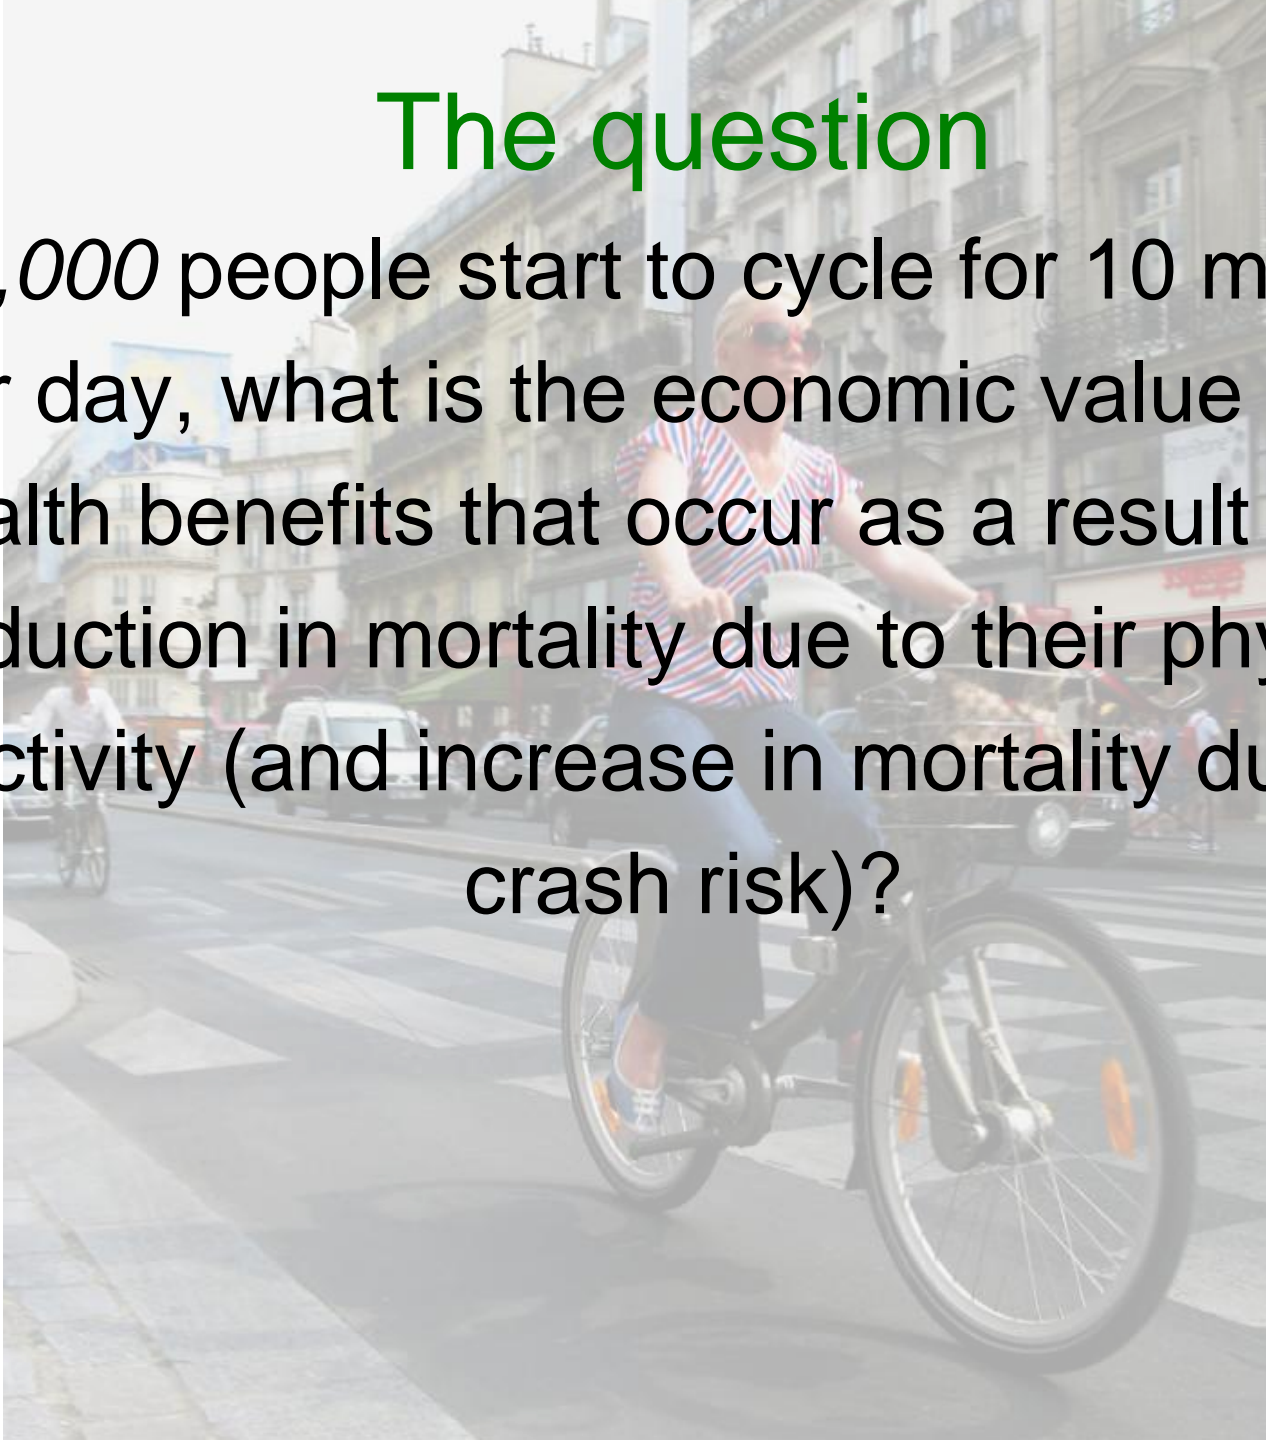 The question
,000 people start to cycle for 10 m
r day, what is the economic value
alth benefits that occur as a result
duction in mortality due to their phy
ctivity (and increase in mortality du
crash risk)?